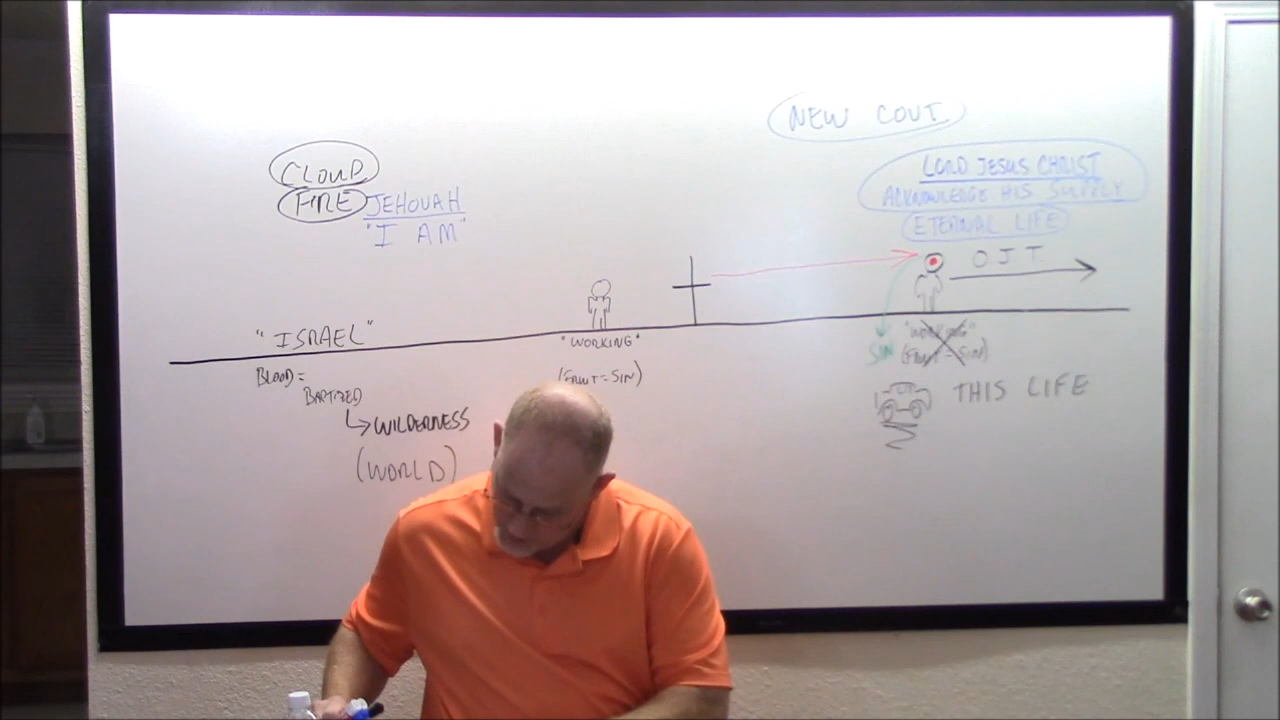 NEW COVT
CLOUD
FIRE
JEHOVAH
"I AM"
LORD JESUS CHRIST
ACKNOWLEDGE HIS SUPPLY
ETERNAL LIFE
O J T
"ISRAEL"
BLOOD =
BAPTIZED
WILDERNESS
(WORLD)
"WORKING"
(FRUIT = SIN)
SIN
"WORKING"
(FRUIT = SIN)
THIS LIFE